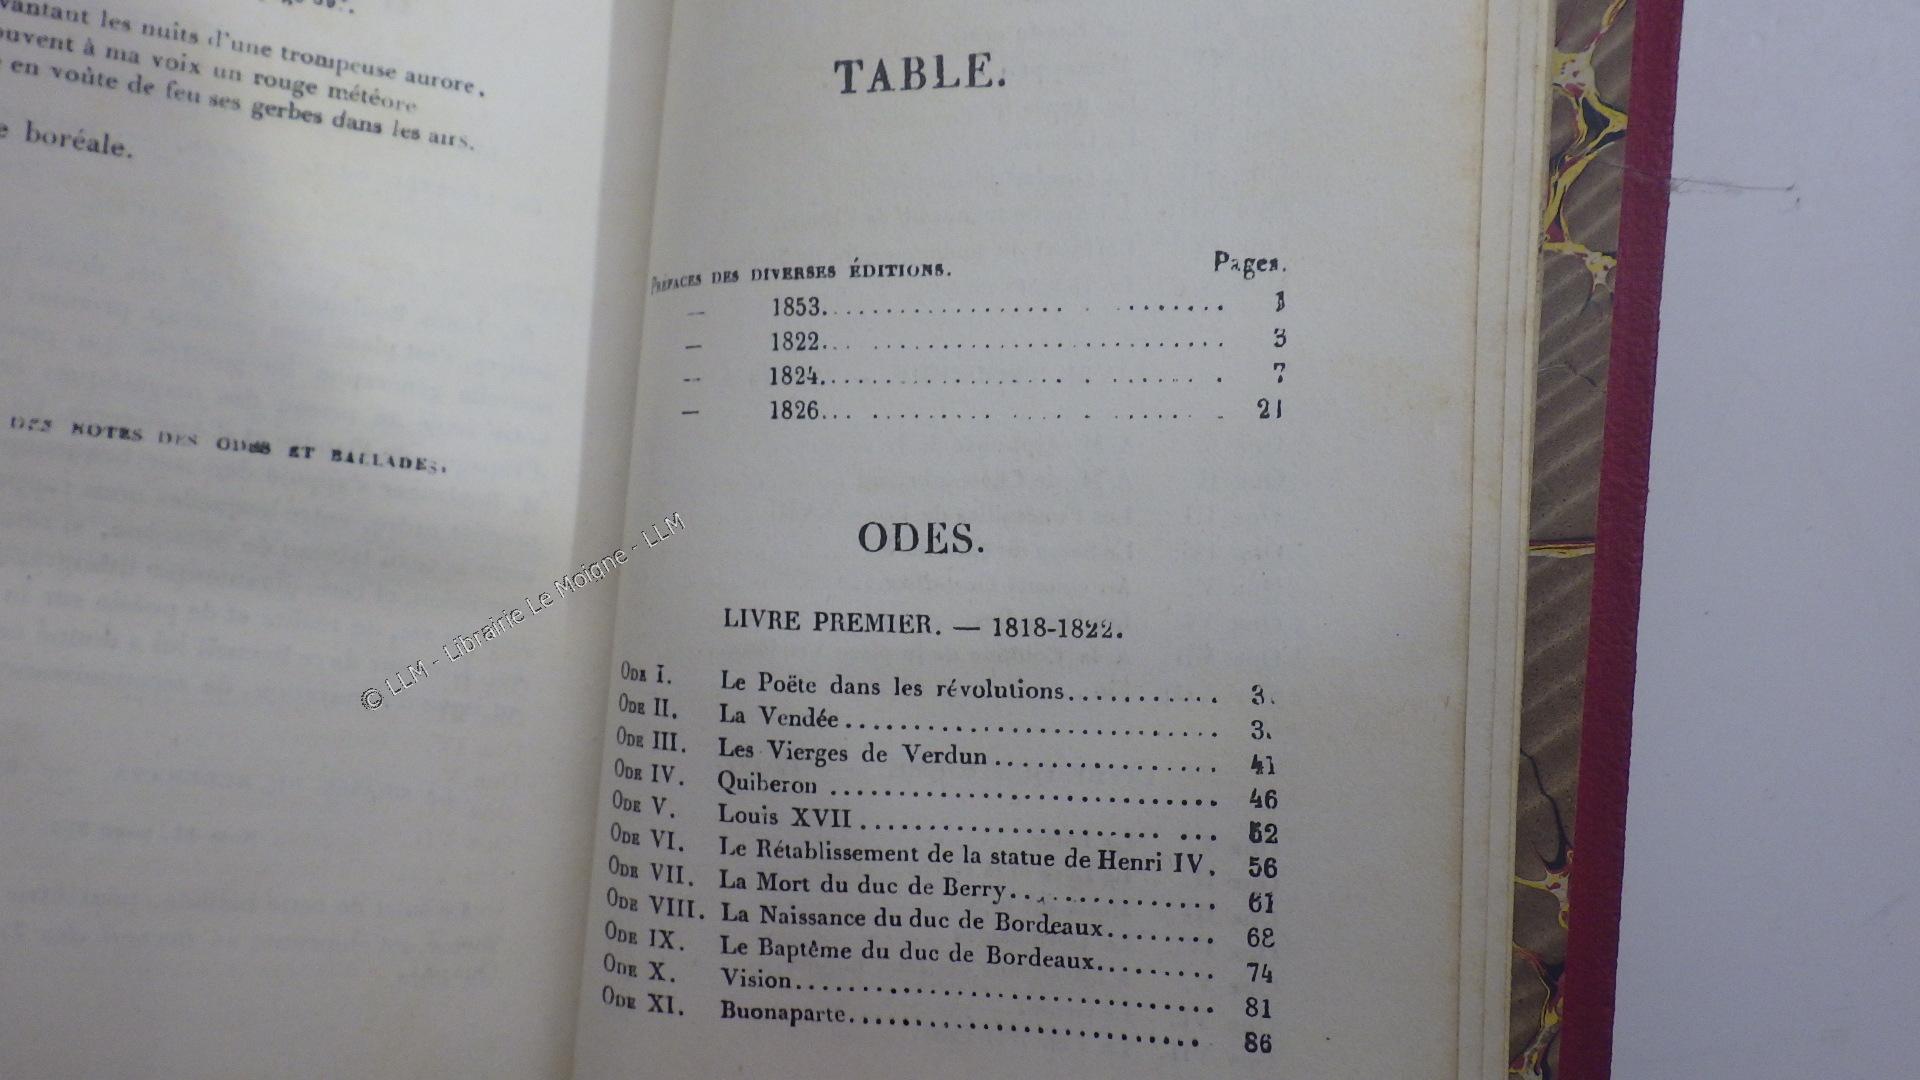 vantant les nuits d'une trompeuse aurore,
ouvent à ma voix un rouge météore
en voûte de feu ses gerbes dans les airs.
boréale.
DES NOTES DES ODES ET BALLADES.
TABLE.
Pages.
PRÉFACES DES DIVERSES ÉDITIONS.
— 1853. 1
— 1822. 3
— 1824. 7
— 1826. 21
ODES.
LIVRE PREMIER. — 1818-1822.
ODE I. Le Poëte dans les révolutions. 3.
ODE II. La Vendée 3.
ODE III. Les Vierges de Verdun 41
ODE IV. Quiberon 46
ODE V. Louis XVII 52
ODE VI. Le Rétablissement de la statue de Henri IV. 56
ODE VII. La Mort du duc de Berry. 61
ODE VIII. La Naissance du duc de Bordeaux. 68
ODE IX. Le Baptême du duc de Bordeaux. 74
ODE X. Vision. 81
ODE XI. Buonaparte. 86
© LLM - Librairie Le Moigne - LLM